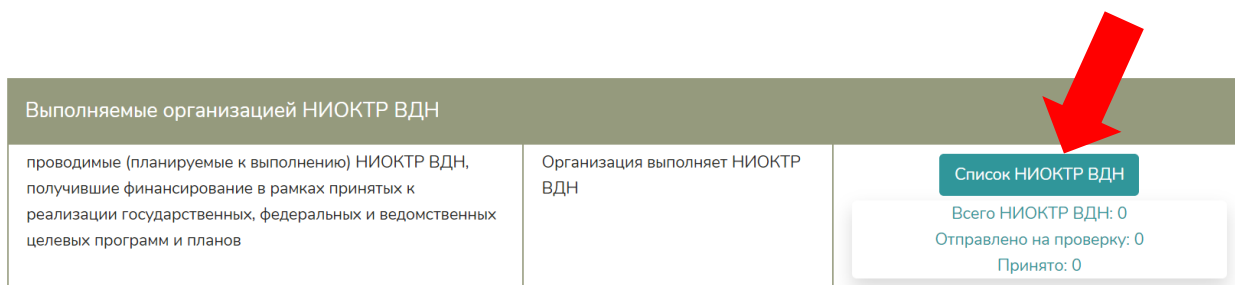 Выполняемые организацией НИОКТР ВДН
проводимые (планируемые к выполнению) НИОКТР ВДН,
получившие финансирование в рамках принятых к
реализации государственных, федеральных и ведомственных
целевых программ и планов
Организация выполняет НИОКТР
ВДН
Список НИОКТР ВДН
Всего НИОКТР ВДН: 0
Отправлено на проверку: 0
Принято: 0